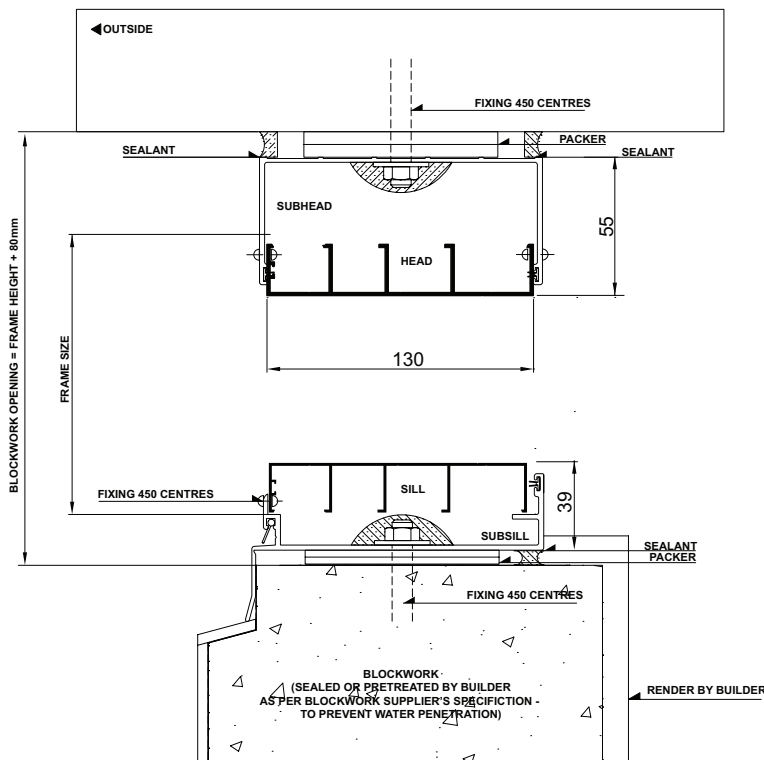 OUTSIDE
FIXING 450 CENTRES
PACKER
SEALANT
SEALANT
SUBHEAD
55
HEAD
BLOCKWORK OPENING = FRAME HEIGHT + 80mm
FRAME SIZE
130
SILL
FIXING 450 CENTRES
39
SUBSILL
SEALANT
PACKER
FIXING 450 CENTRES
BLOCKWORK
(SEALED OR PRETREATED BY BUILDER
AS PER BLOCKWORK SUPPLIER'S SPECIFICTION -
TO PREVENT WATER PENETRATION)
RENDER BY BUILDER